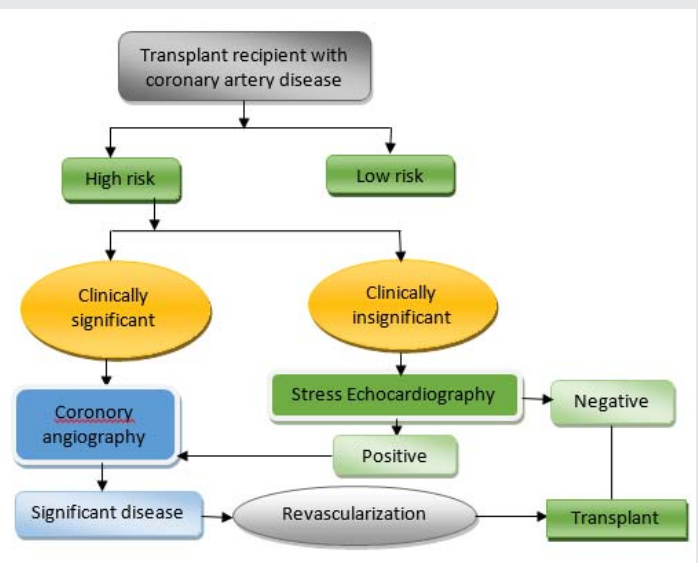 Transplant recipient with
coronary artery disease
High risk
Low risk
Clinically
significant
Clinically
insignificant
Stress Echocardiography
Negative
Coronory
angiography
Positive
Significant disease
Revascularization
Transplant